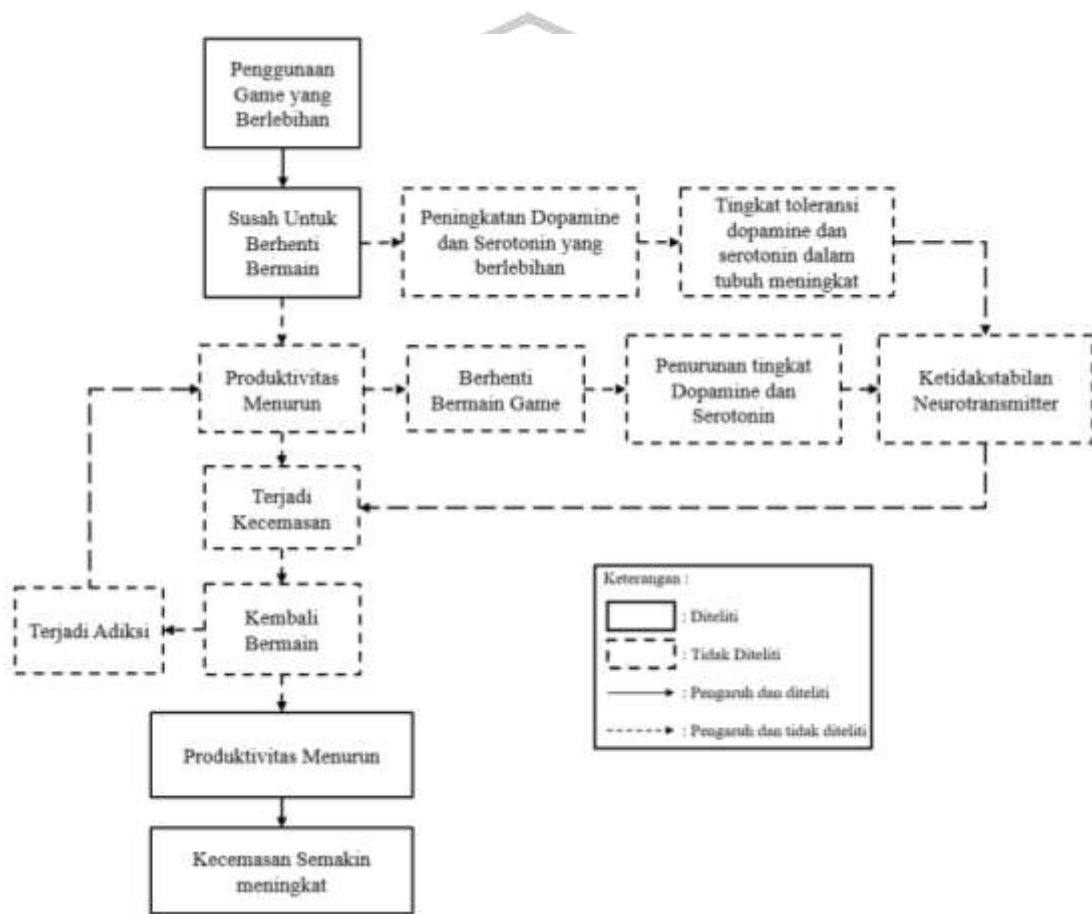 Penggunaan
Game yang
Berlebihan
Susah Untuk
Berhenti
Bermain
Peningkatan Dopamine
dan Serotonin yang
berlebihan
Tingkat toleransi
dopamine dan
serotonin dalam
tubuh meningkat
Produktivitas
Menurun
Berhenti
Bermain Game
Penurunan tingkat
Dopamine dan
Serotonin
Ketidakstabilan
Neurotransmitter
Terjadi
Kecemasan
Terjadi Adiksi
Kembali
Bermain
Produktivitas Menurun
Kecemasan Semakin
meningkat
Keterangan :
: Diteliti
: Tidak Diteliti
: Pengaruh dan diteliti
: Pengaruh dan tidak diteliti